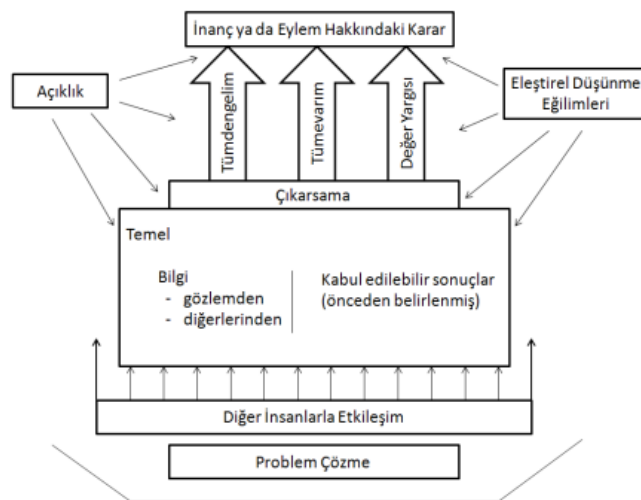 İnanç ya da Eylem Hakkındaki Karar
Açıklık
Eleştirel Düşünme
Eğilimleri
Tümdengelim
Tümevarım
Değer Yargısı
Çıkarsama
Temel
Bilgi
- gözlemden
- diğerlerinden
Kabul edilebilir sonuçlar
(önceden belirlenmiş)
Diğer İnsanlarla Etkileşim
Problem Çözme